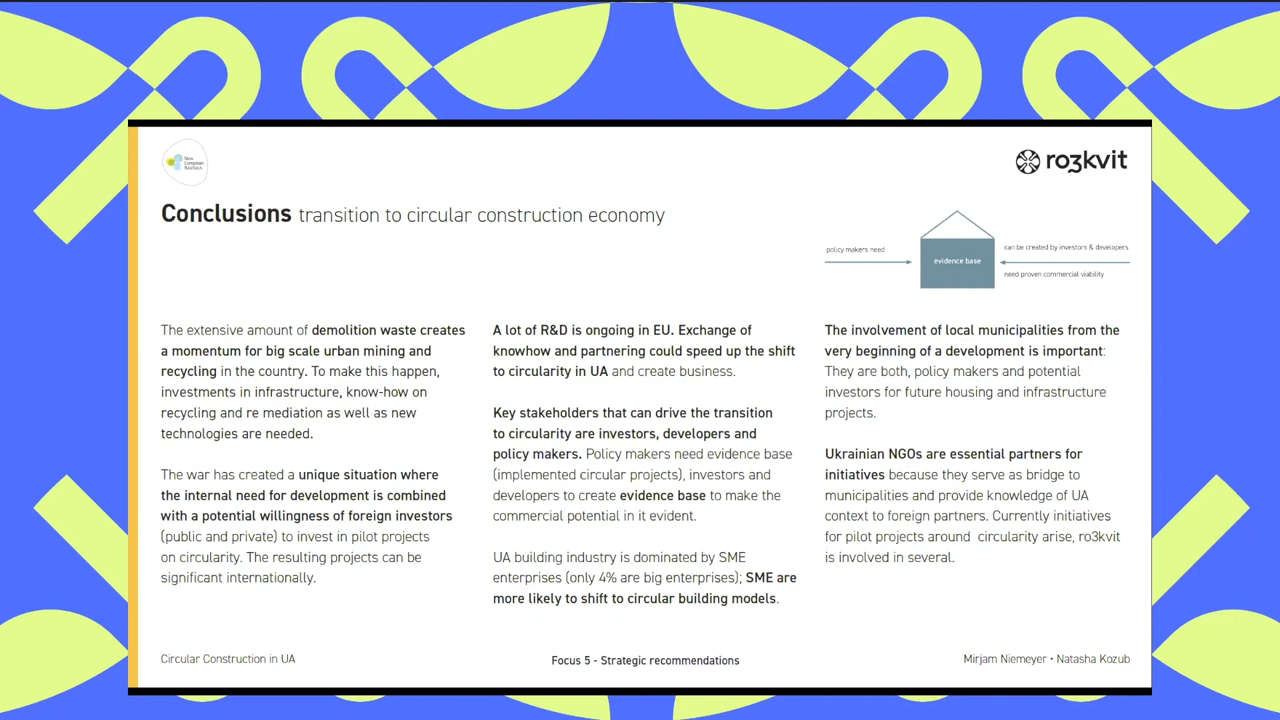 New
European
Bauhaus
ro3kvit
Conclusions transition to circular construction economy
policy makers need
evidence base
can be created by investors & developers
need proven commercial viability
The extensive amount of demolition waste creates
a momentum for big scale urban mining and
recycling in the country. To make this happen,
investments in infrastructure, know-how on
recycling and re mediation as well as new
technologies are needed.
The war has created a unique situation where
the internal need for development is combined
with a potential willingness of foreign investors
(public and private) to invest in pilot projects
on circularity. The resulting projects can be
significant internationally.
A lot of R&D is ongoing in EU. Exchange of
knowhow and partnering could speed up the shift
to circularity in UA and create business.
Key stakeholders that can drive the transition
to circularity are investors, developers and
policy makers. Policy makers need evidence base
(implemented circular projects), investors and
developers to create evidence base to make the
commercial potential in it evident.
UA building industry is dominated by SME
enterprises (only 4% are big enterprises); SME are
more likely to shift to circular building models.
The involvement of local municipalities from the
very beginning of a development is important:
They are both, policy makers and potential
investors for future housing and infrastructure
projects.
Ukrainian NGOs are essential partners for
initiatives because they serve as bridge to
municipalities and provide knowledge of UA
context to foreign partners. Currently initiatives
for pilot projects around circularity arise, ro3kvit
is involved in several.
Circular Construction in UA
Focus 5 - Strategic recommendations
Mirjam Niemeyer • Natasha Kozub